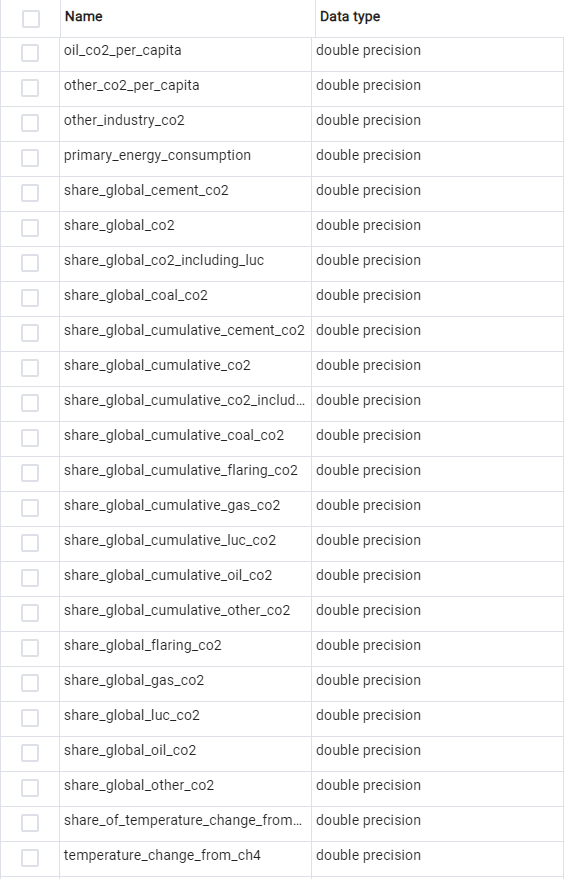 Name Data type
oil_co2_per_capita double precision
other_co2_per_capita double precision
other_industry_co2 double precision
primary_energy_consumption double precision
share_global_cement_co2 double precision
share_global_co2 double precision
share_global_co2_including_luc double precision
share_global_coal_co2 double precision
share_global_cumulative_cement_co2 double precision
share_global_cumulative_co2 double precision
share_global_cumulative_co2_includ... double precision
share_global_cumulative_coal_co2 double precision
share_global_cumulative_flaring_co2 double precision
share_global_cumulative_gas_co2 double precision
share_global_cumulative_luc_co2 double precision
share_global_cumulative_oil_co2 double precision
share_global_cumulative_other_co2 double precision
share_global_flaring_co2 double precision
share_global_gas_co2 double precision
share_global_luc_co2 double precision
share_global_oil_co2 double precision
share_global_other_co2 double precision
share_of_temperature_change_from... double precision
temperature_change_from_ch4 double precision